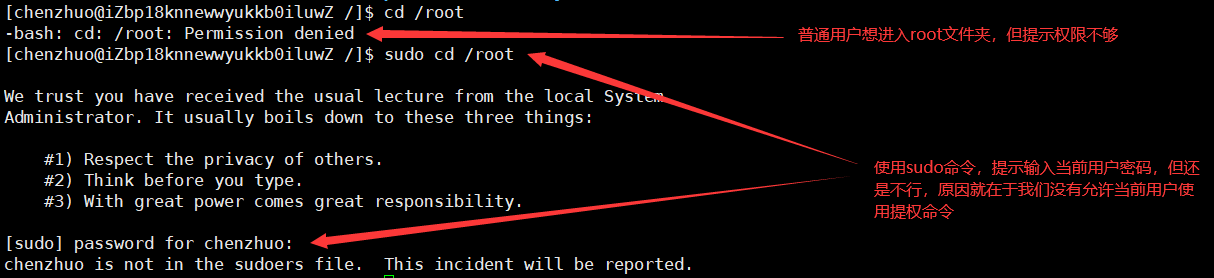 [chenzhuo@iZbp18knnewwyukkb0iluwZ /]$ cd /root
-bash: cd: /root: Permission denied
普通用户想进入root文件夹，但提示权限不够
[chenzhuo@iZbp18knnewwyukkb0iluwZ /]$ sudo cd /root
We trust you have received the usual lecture from the local System
Administrator. It usually boils down to these three things:
#1) Respect the privacy of others.
#2) Think before you type.
#3) With great power comes great responsibility.
使用sudo命令，提示输入当前用户密码，但还
是不行，原因就在于我们没有允许当前用户使
用提权命令
[sudo] password for chenzhuo:
chenzhuo is not in the sudoers file.  This incident will be reported.